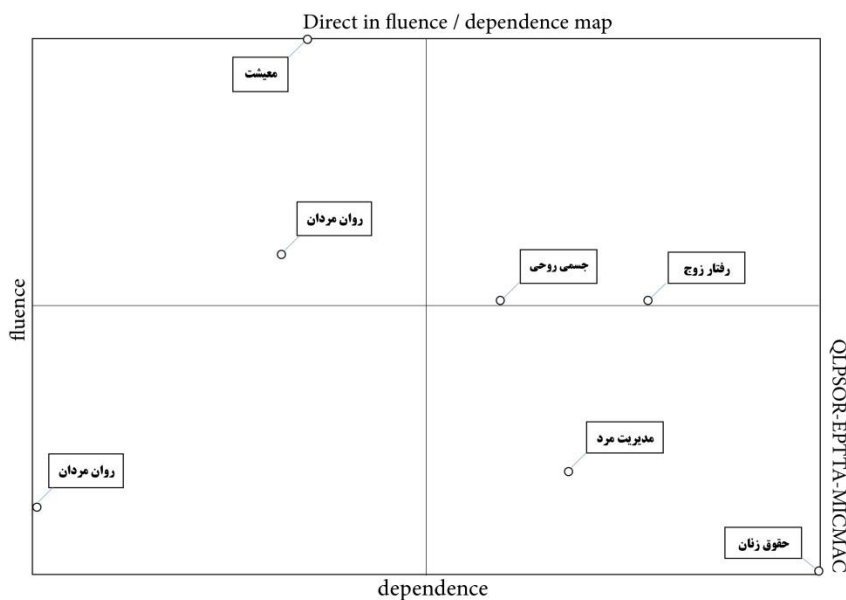 Direct in fluence / dependence map
معیشت
روان مردان
جسمی روحی
رفتار زوج
fluence
QLPSOR-EPTTA-MICMAC
مدیریت مرد
روان مردان
حقوق زنان
dependence